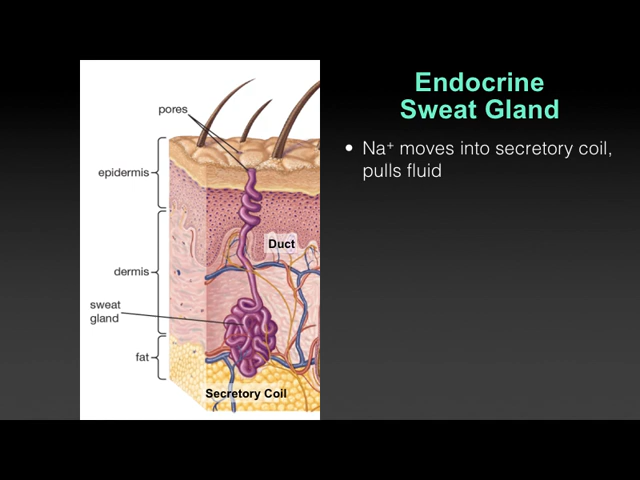 Endocrine
Sweat Gland
• Na⁺ moves into secretory coil,
pulls fluid
pores
epidermis
Duct
dermis
sweat
gland
fat
Secretory Coil